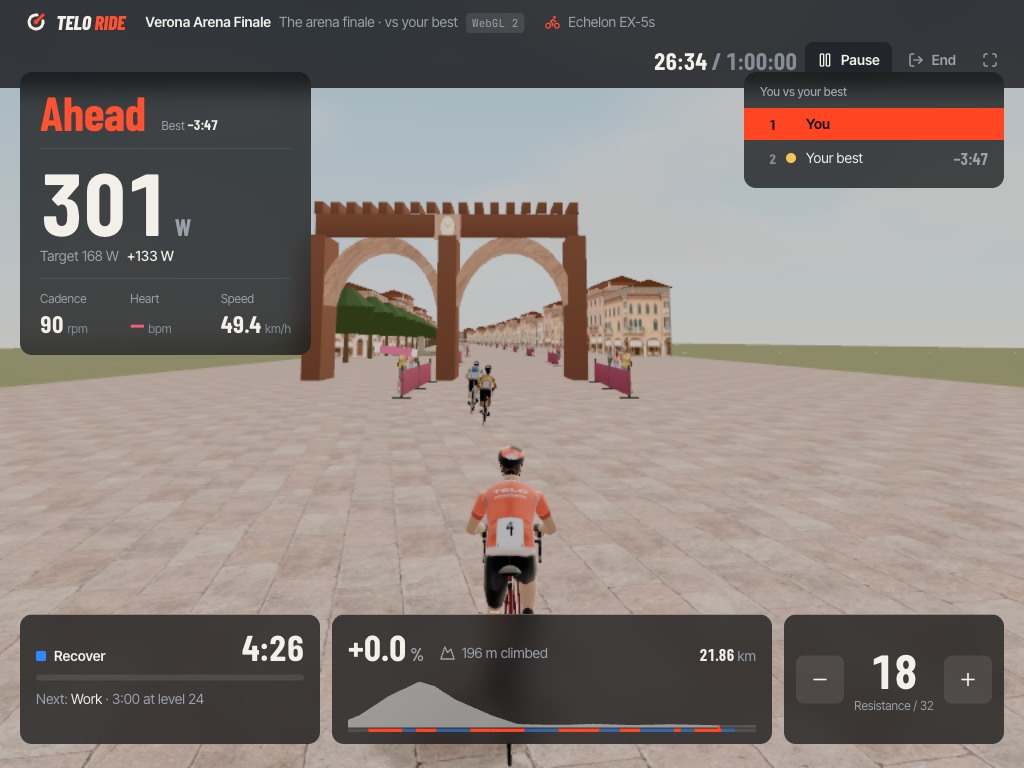 TELO RIDE Verona Arena Finale The arena finale · vs your best WebGL 2 Echelon EX-5s
26:34 / 1:00:00 Pause End
Ahead Best −3:47
301 W
Target 168 W +133 W
Cadence Heart Speed
90 rpm – bpm 49.4 km/h
You vs your best
1 You
2 Your best −3:47
TELO
4
Recover 4:26
Next: Work · 3:00 at level 24
+0.0 % 196 m climbed 21.86 km
− 18 +
Resistance / 32